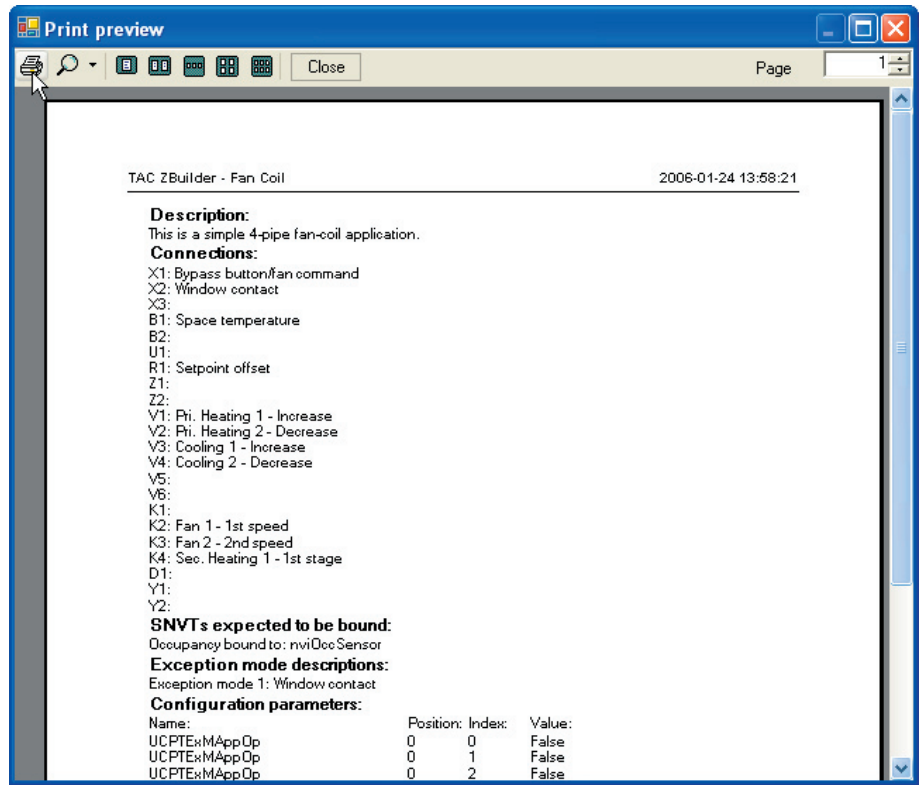 Print preview
Close
Page 1
TAC ZBuilder - Fan Coil 2006-01-24 13:58:21
Description:
This is a simple 4-pipe fan-coil application.
Connections:
X1: Bypass button/fan command
X2: Window contact
X3:
B1: Space temperature
B2:
U1:
R1: Setpoint offset
Z1:
Z2:
V1: Pri. Heating 1 - Increase
V2: Pri. Heating 2 - Decrease
V3: Cooling 1 - Increase
V4: Cooling 2 - Decrease
V5:
V6:
K1:
K2: Fan 1 - 1st speed
K3: Fan 2 - 2nd speed
K4: Sec. Heating 1 - 1st stage
D1:
Y1:
Y2:
SNVTs expected to be bound:
Occupancy bound to: nviOccSensor
Exception mode descriptions:
Exception mode 1: Window contact
Configuration parameters:
Name: Position: Index: Value:
UCPTExMAppOp 0 0 False
UCPTExMAppOp 0 1 False
UCPTExMAppOp 0 2 False